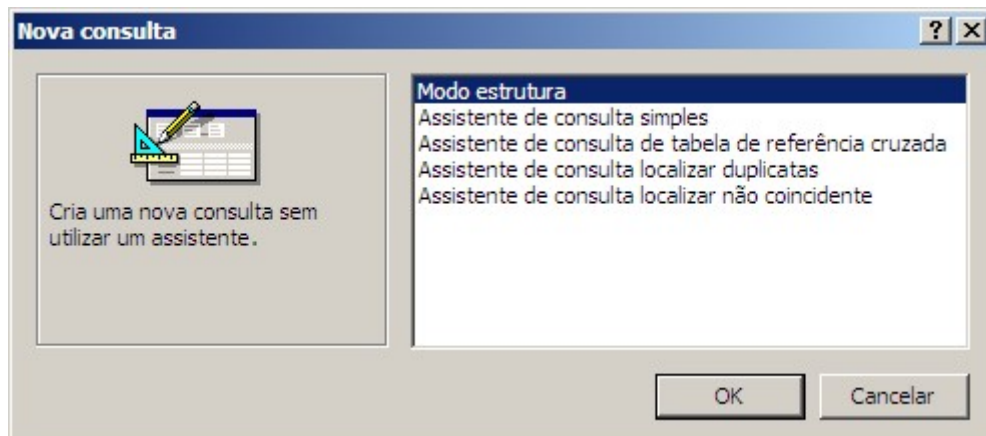 Nova consulta
Cria uma nova consulta sem
utilizar um assistente.
Modo estrutura
Assistente de consulta simples
Assistente de consulta de tabela de referência cruzada
Assistente de consulta localizar duplicatas
Assistente de consulta localizar não coincidente
OK
Cancelar